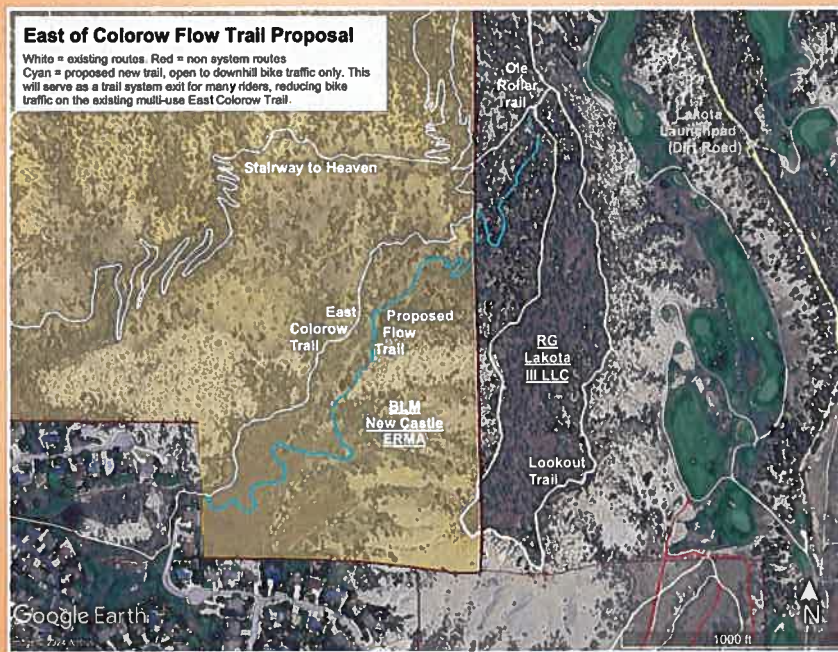 East of Colorow Flow Trail Proposal
White = existing routes. Red = non system routes
Cyan = proposed new trail, open to downhill bike traffic only. This
will serve as a trail system exit for many riders, reducing bike
traffic on the existing multi-use East Colorow Trail.
Ole
Roller
Trail
Lakota
Launchpad
(Dirt Road)
Stairway to Heaven
East
Colorow
Trail
Proposed
Flow
Trail
RG
Lakota
III LLC
BLM
New Castle
ERMA
Lookout
Trail
Google Earth
N
1000 ft